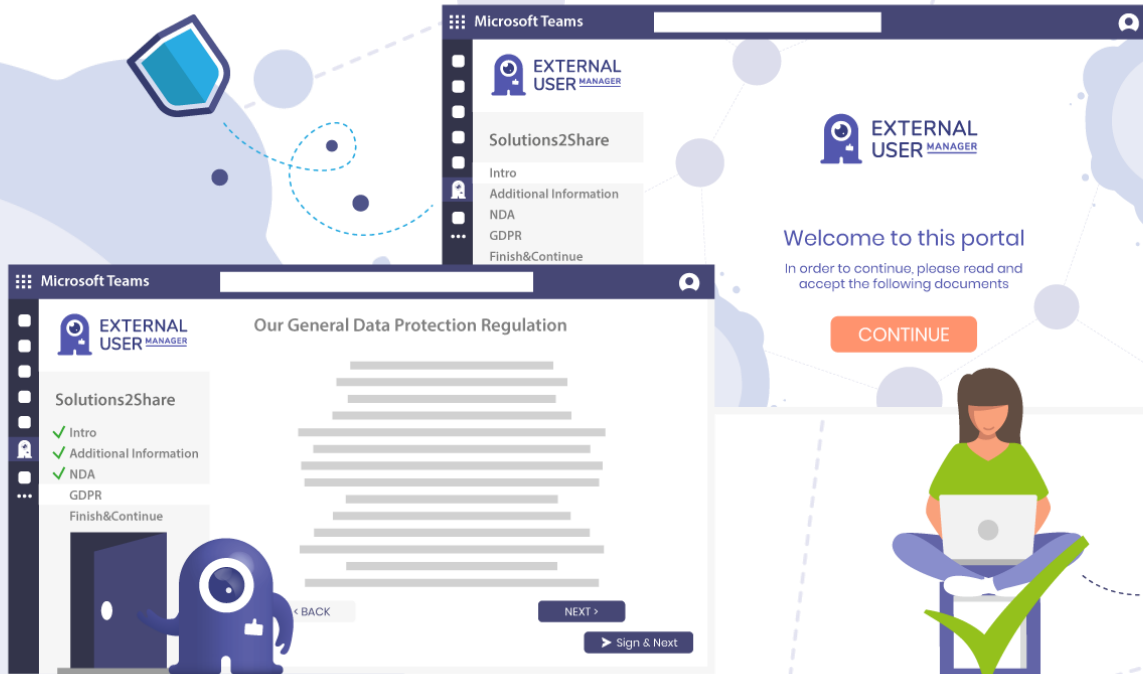 Microsoft Teams
EXTERNAL
USER MANAGER
Solutions2Share
Intro
Additional Information
NDA
GDPR
Finish&Continue
EXTERNAL
USER MANAGER
Welcome to this portal
In order to continue, please read and
accept the following documents
CONTINUE
Microsoft Teams
EXTERNAL
USER MANAGER
Solutions2Share
Intro
Additional Information
NDA
GDPR
Finish&Continue
Our General Data Protection Regulation
< BACK
NEXT >
Sign & Next